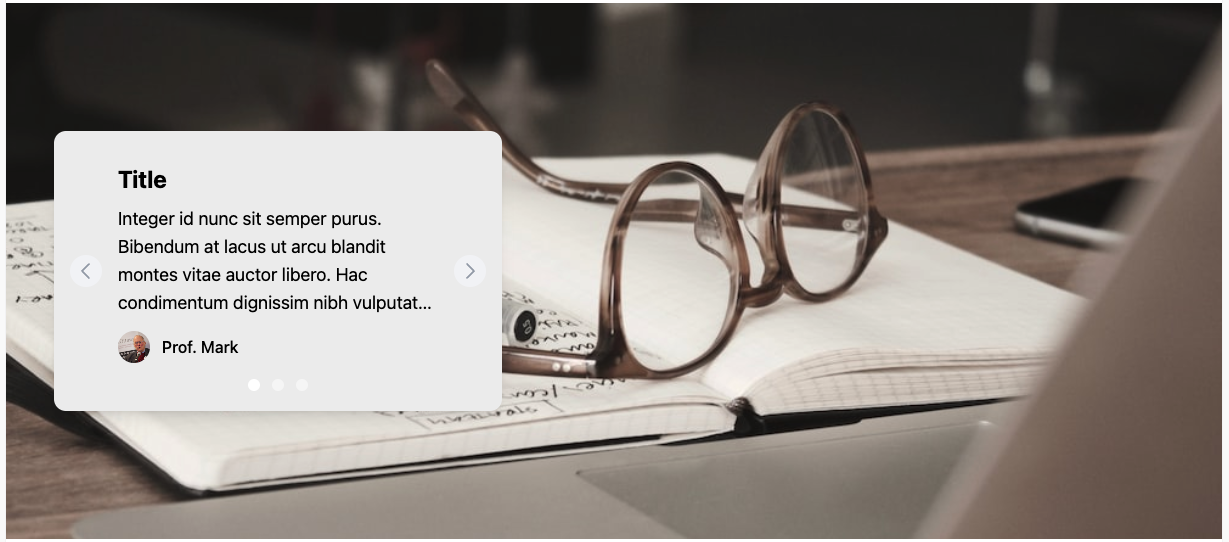 Title
Integer id nunc sit semper purus.
Bibendum at lacus ut arcu blandit
montes vitae auctor libero. Hac
condimentum dignissim nibh vulputat...
Prof. Mark